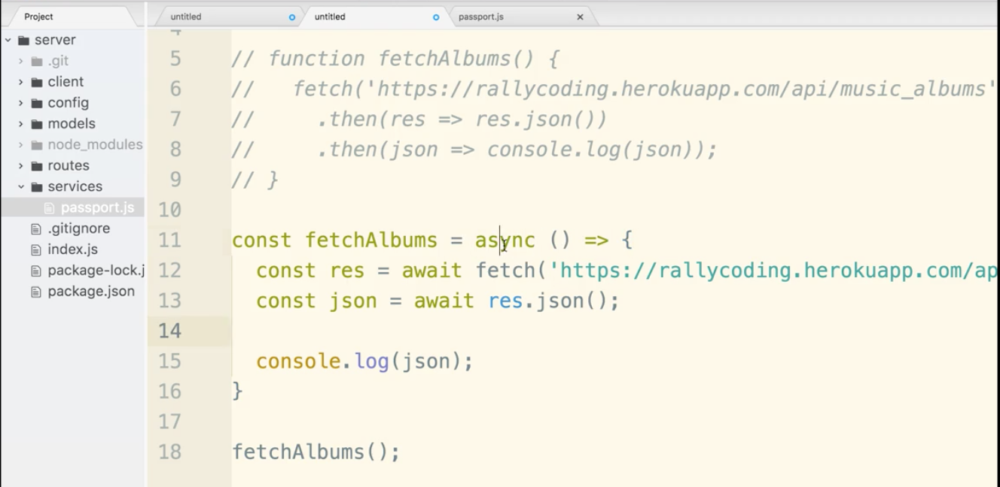 Project
untitled
untitled
passport.js
server
.git
client
config
models
node_modules
routes
services
passport.js
.gitignore
index.js
package-lock.j
package.json
4
5 // function fetchAlbums() {
6 //   fetch('https://rallycoding.herokuapp.com/api/music_albums'
7 //     .then(res => res.json())
8 //     .then(json => console.log(json));
9 // }
10
11 const fetchAlbums = async () => {
12   const res = await fetch('https://rallycoding.herokuapp.com/ap
13   const json = await res.json();
14
15   console.log(json);
16 }
17
18 fetchAlbums();